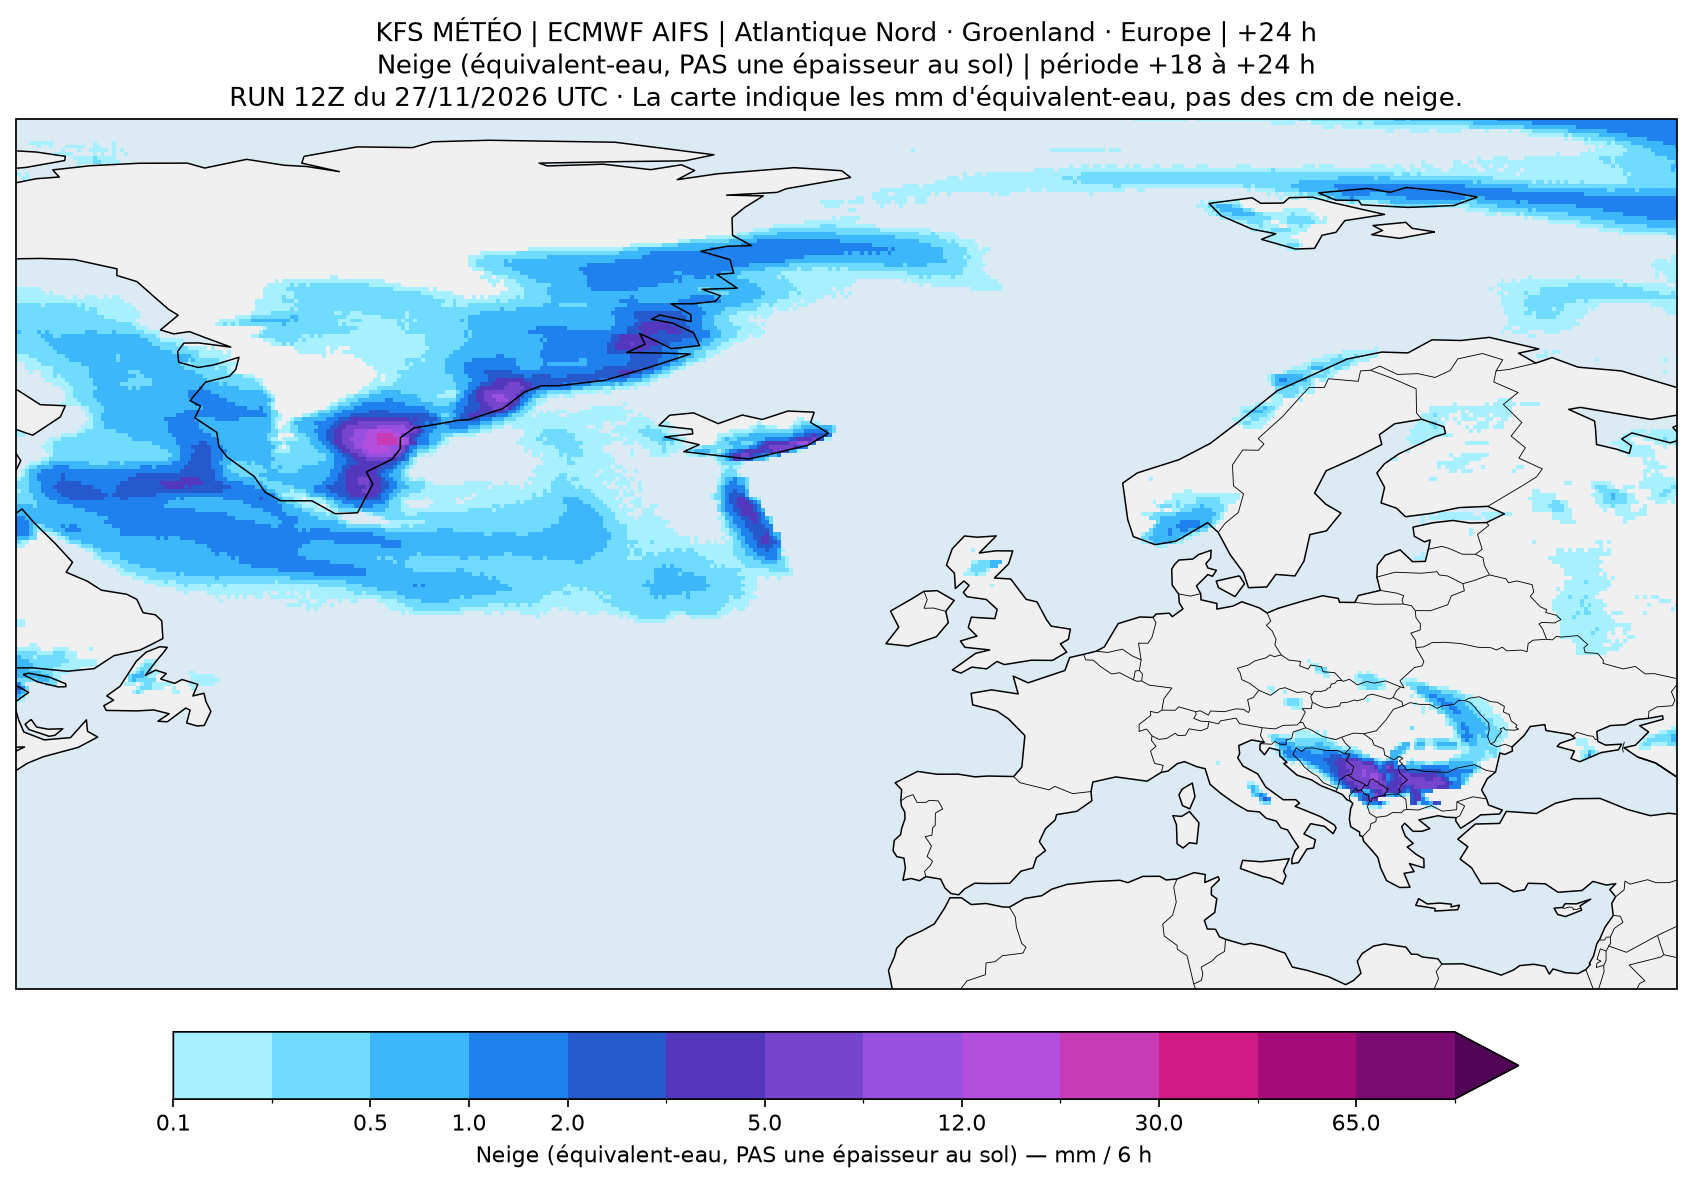 KFS MÉTÉO | ECMWF AIFS | Atlantique Nord · Groenland · Europe | +24 h
Neige (équivalent-eau, PAS une épaisseur au sol) | période +18 à +24 h
RUN 12Z du 27/11/2026 UTC · La carte indique les mm d'équivalent-eau, pas des cm de neige.
0.1 0.5 1.0 2.0 5.0 12.0 30.0 65.0
Neige (équivalent-eau, PAS une épaisseur au sol) — mm / 6 h